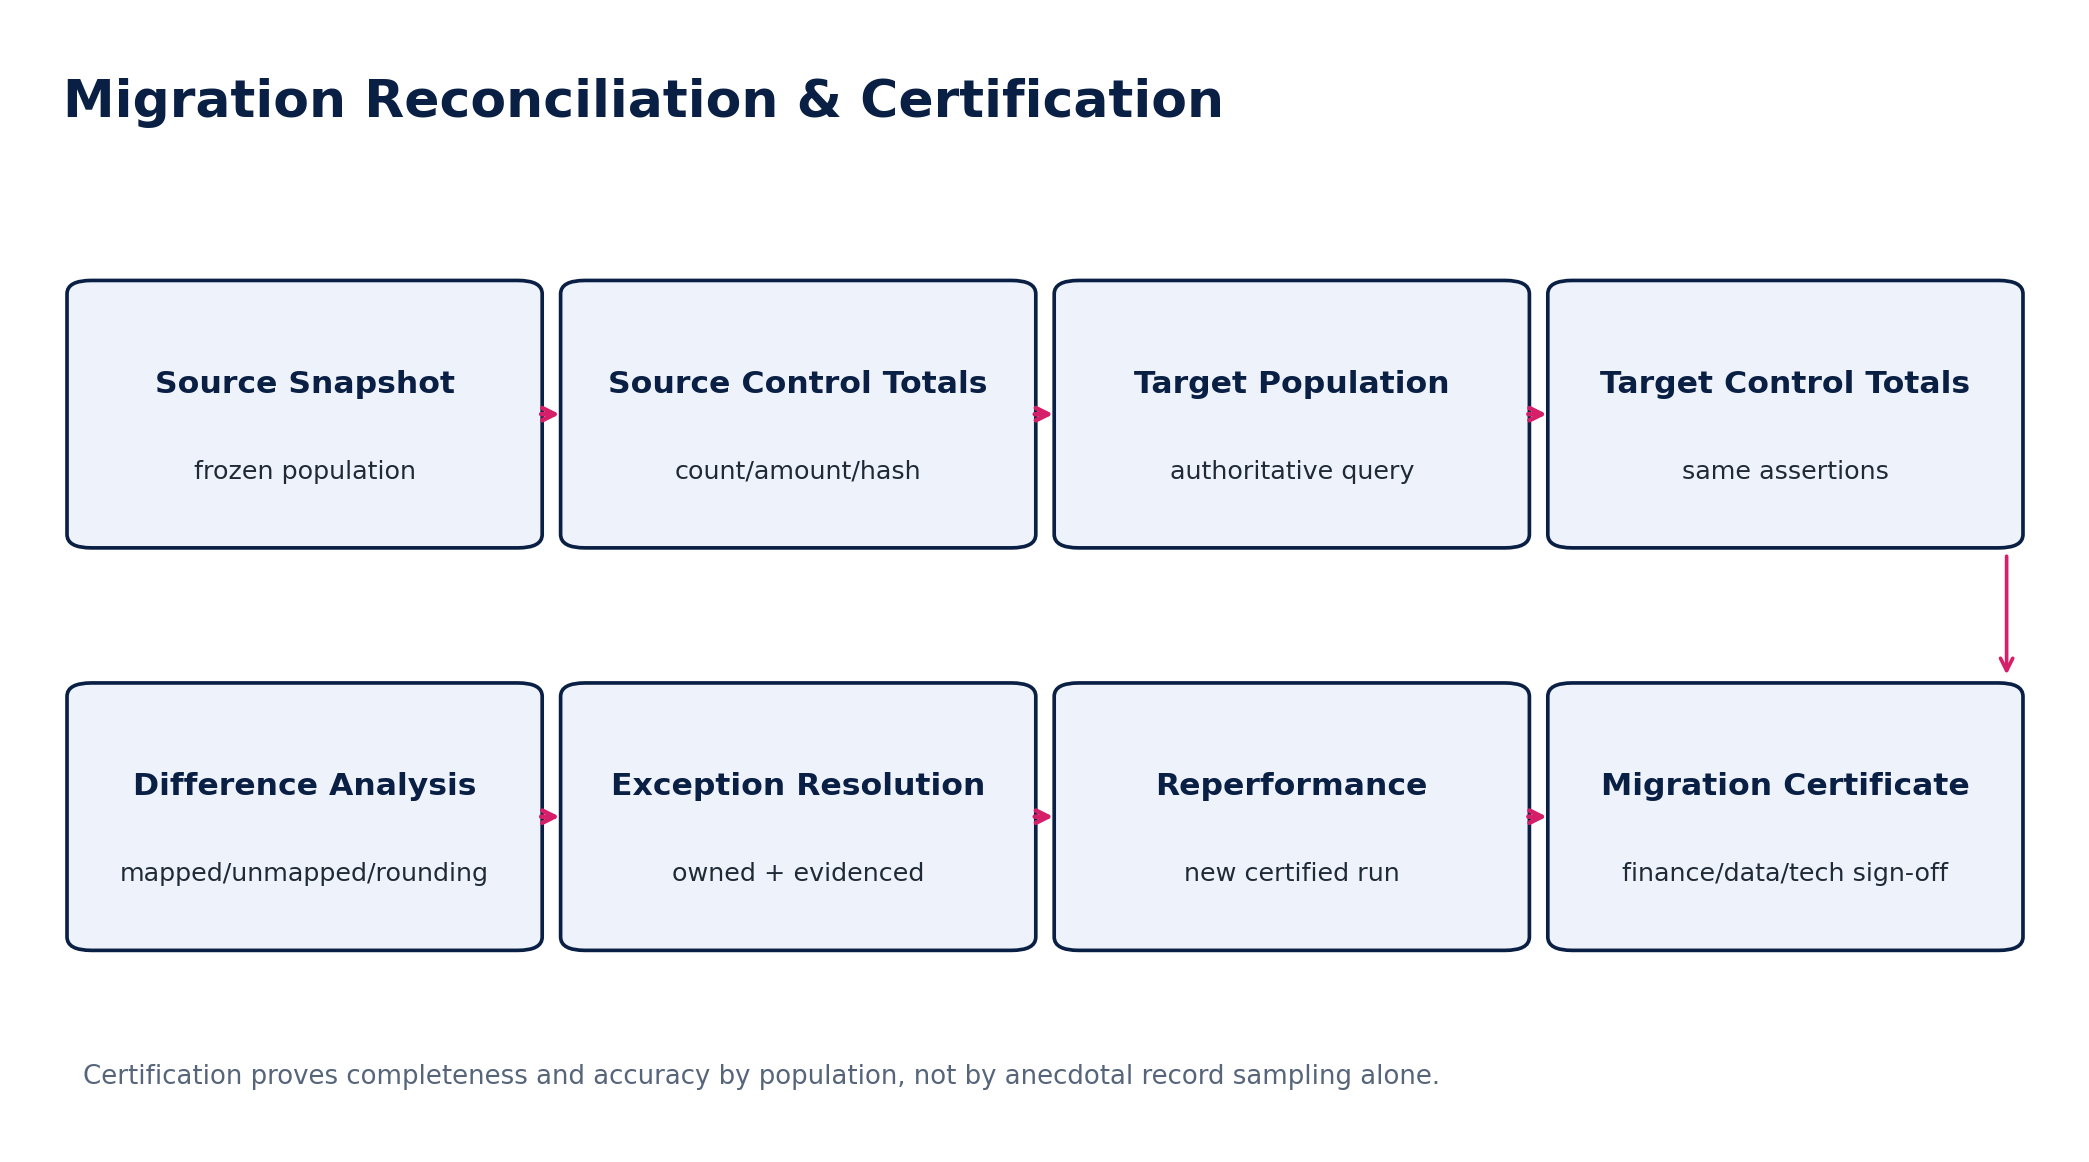 Migration Reconciliation & Certification
Source Snapshot
frozen population
Source Control Totals
count/amount/hash
Target Population
authoritative query
Target Control Totals
same assertions
Difference Analysis
mapped/unmapped/rounding
Exception Resolution
owned + evidenced
Reperformance
new certified run
Migration Certificate
finance/data/tech sign-off
Certification proves completeness and accuracy by population, not by anecdotal record sampling alone.